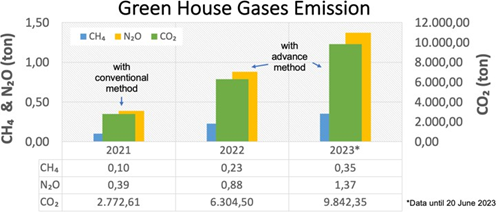 Green House Gases Emission
CH₄ & N₂O (ton)
1,50
1,00
0,50
0,00
CH₄ N₂O CO₂
with
conventional
method
with
advance
method
12.000,00
10.000,00
8.000,00
6.000,00
4.000,00
2.000,00
0,00
CO₂ (ton)
2021 2022 2023*
CH₄ 0,10 0,23 0,35
N₂O 0,39 0,88 1,37
CO₂ 2.772,61 6.304,50 9.842,35
*Data until 20 June 2023